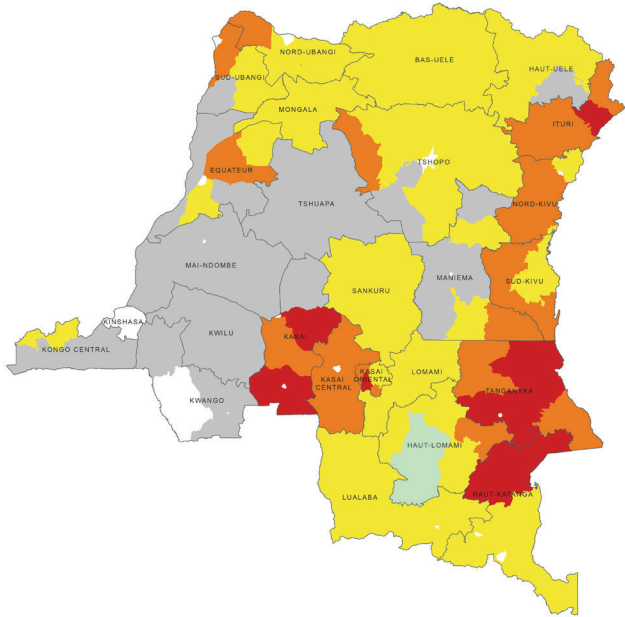 NORD-UBANGI
BAS-UELE
HAUT-UELE
SUD-UBANGI
MONGALA
ITURI
TSHOPO
EQUATEUR
TSHUAPA
NORD-KIVU
MAI-NDOMBE
MANIEMA
SUD-KIVU
SANKURU
KINSHASA
KWILU
KASAI
KONGO CENTRAL
KASAI
ORIENTAL
LOMAMI
KASAI
CENTRAL
TANGANYKA
KWANGO
HAUT-LOMAMI
LUALABA
HAUT-KATANGA